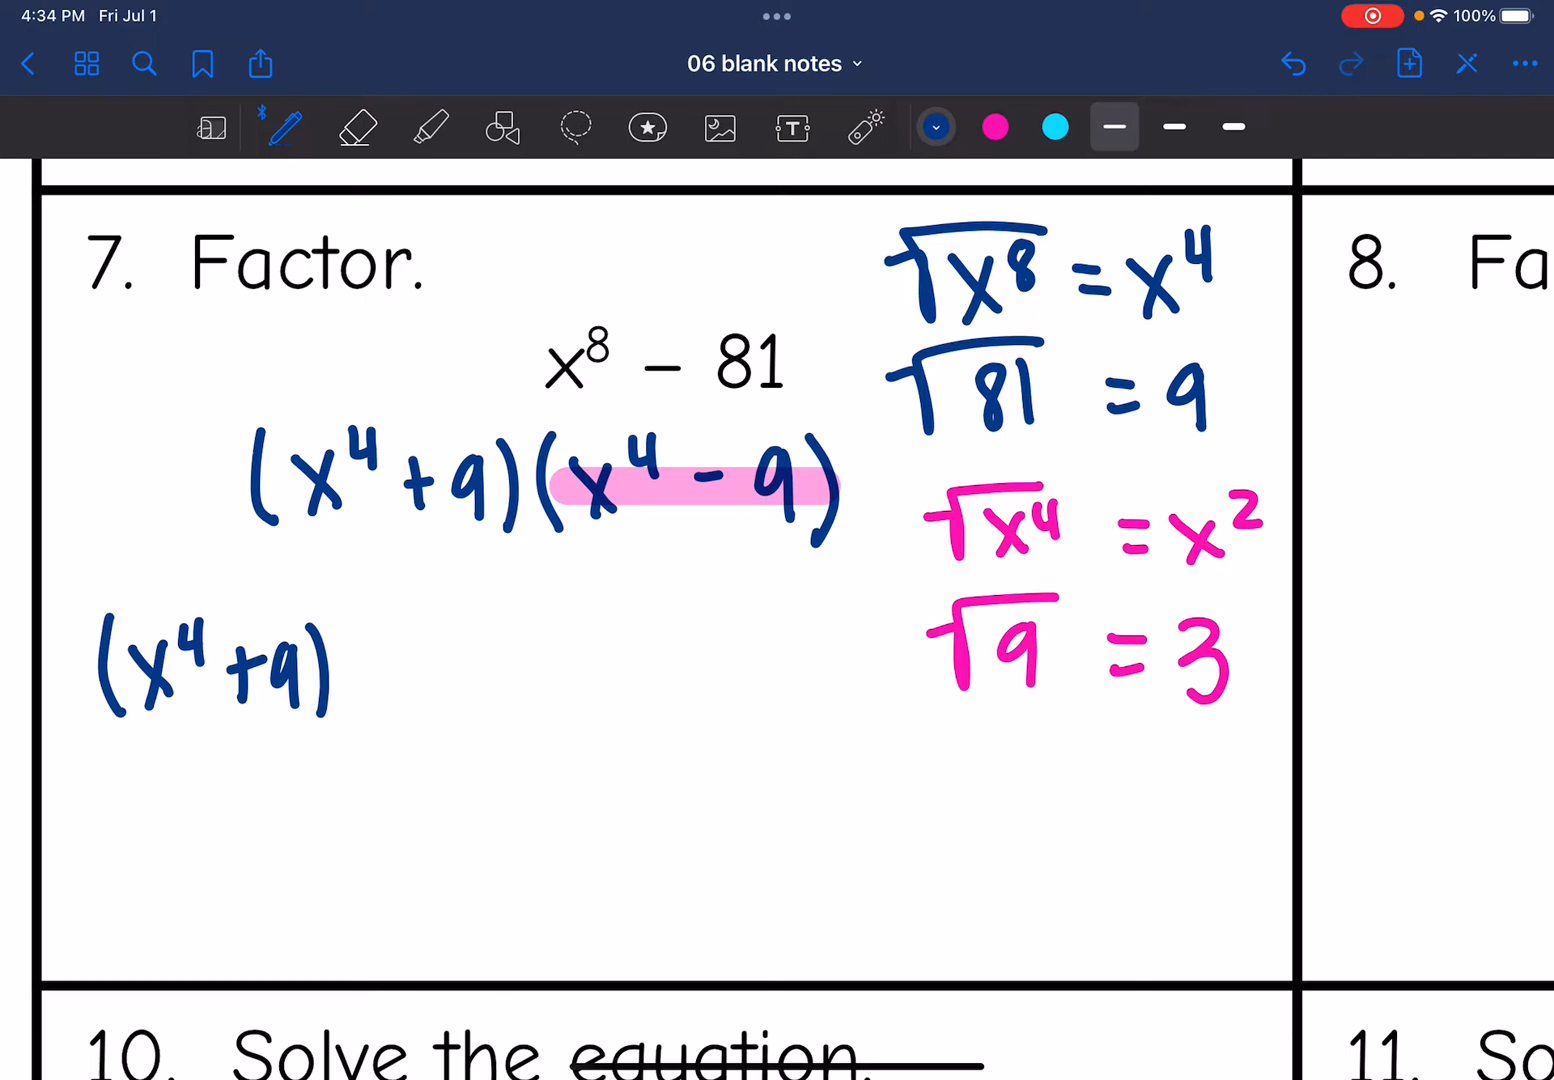 4:34 PM Fri Jul 1
100%
06 blank notes
7. Factor.
x⁸ − 81
(x⁴ + 9)(x⁴ − 9)
(x⁴ + 9)
√x⁸ = x⁴
√81 = 9
√x⁴ = x²
√9 = 3
8. Fa
10. Solve the equation.
11. So